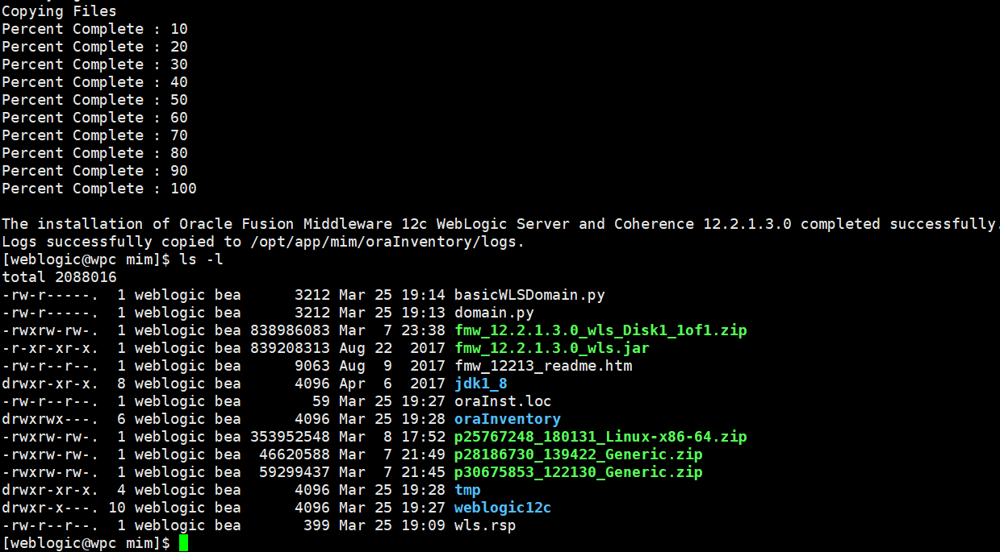 Copying Files
Percent Complete : 10
Percent Complete : 20
Percent Complete : 30
Percent Complete : 40
Percent Complete : 50
Percent Complete : 60
Percent Complete : 70
Percent Complete : 80
Percent Complete : 90
Percent Complete : 100
The installation of Oracle Fusion Middleware 12c WebLogic Server and Coherence 12.2.1.3.0 completed successfully.
Logs successfully copied to /opt/app/mim/oraInventory/logs.
[weblogic@wpc mim]$ ls -l
total 2088016
-rw-r-----.  1 weblogic bea      3212 Mar 25 19:14 basicWLSDomain.py
-rw-r-----.  1 weblogic bea      3212 Mar 25 19:13 domain.py
-rwxrw-rw-.  1 weblogic bea 838986083 Mar  7 23:38 fmw_12.2.1.3.0_wls_Disk1_1of1.zip
-r-xr-xr-x.  1 weblogic bea 839208313 Aug 22  2017 fmw_12.2.1.3.0_wls.jar
-rw-r--r--.  1 weblogic bea      9063 Aug  9  2017 fmw_12213_readme.htm
drwxr-xr-x.  8 weblogic bea      4096 Apr  6  2017 jdk1_8
-rw-r--r--.  1 weblogic bea        59 Mar 25 19:27 oraInst.loc
drwxrwx---.  6 weblogic bea      4096 Mar 25 19:28 oraInventory
-rwxrw-rw-.  1 weblogic bea 353952548 Mar  8 17:52 p25767248_180131_Linux-x86-64.zip
-rwxrw-rw-.  1 weblogic bea  46620588 Mar  7 21:49 p28186730_139422_Generic.zip
-rwxrw-rw-.  1 weblogic bea  59299437 Mar  7 21:45 p30675853_122130_Generic.zip
drwxr-xr-x.  4 weblogic bea      4096 Mar 25 19:28 tmp
drwxr-x---. 10 weblogic bea      4096 Mar 25 19:27 weblogic12c
-rw-r--r--.  1 weblogic bea       399 Mar 25 19:09 wls.rsp
[weblogic@wpc mim]$